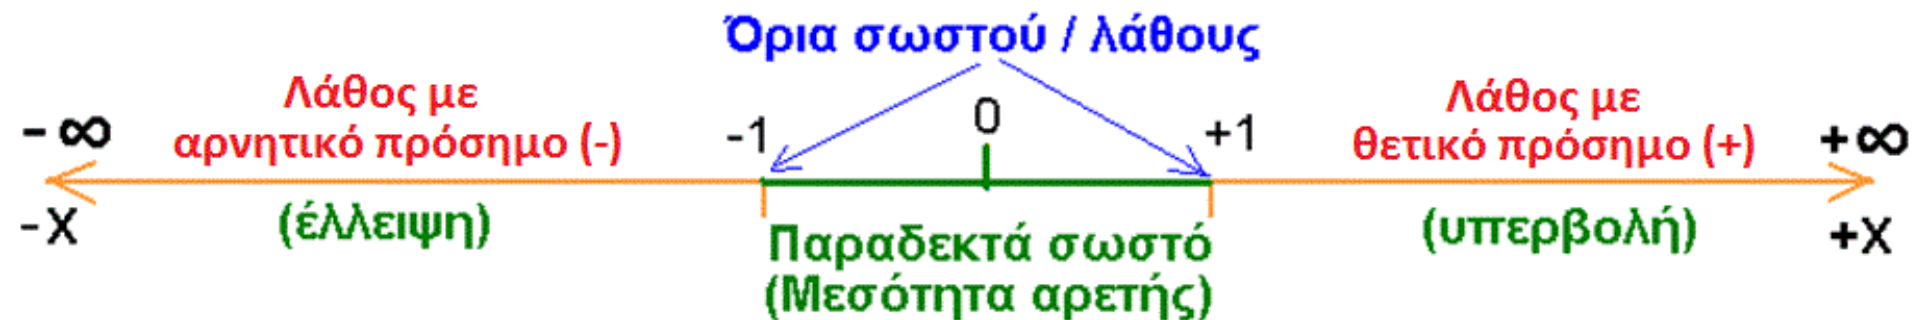 Όρια σωστού / λάθους
Λάθος με
αρνητικό πρόσημο (-)
Λάθος με
θετικό πρόσημο (+)
- ∞
-1
0
+1
+∞
-X
(έλλειψη)
Παραδεκτά σωστό
(Μεσότητα αρετής)
(υπερβολή)
+X